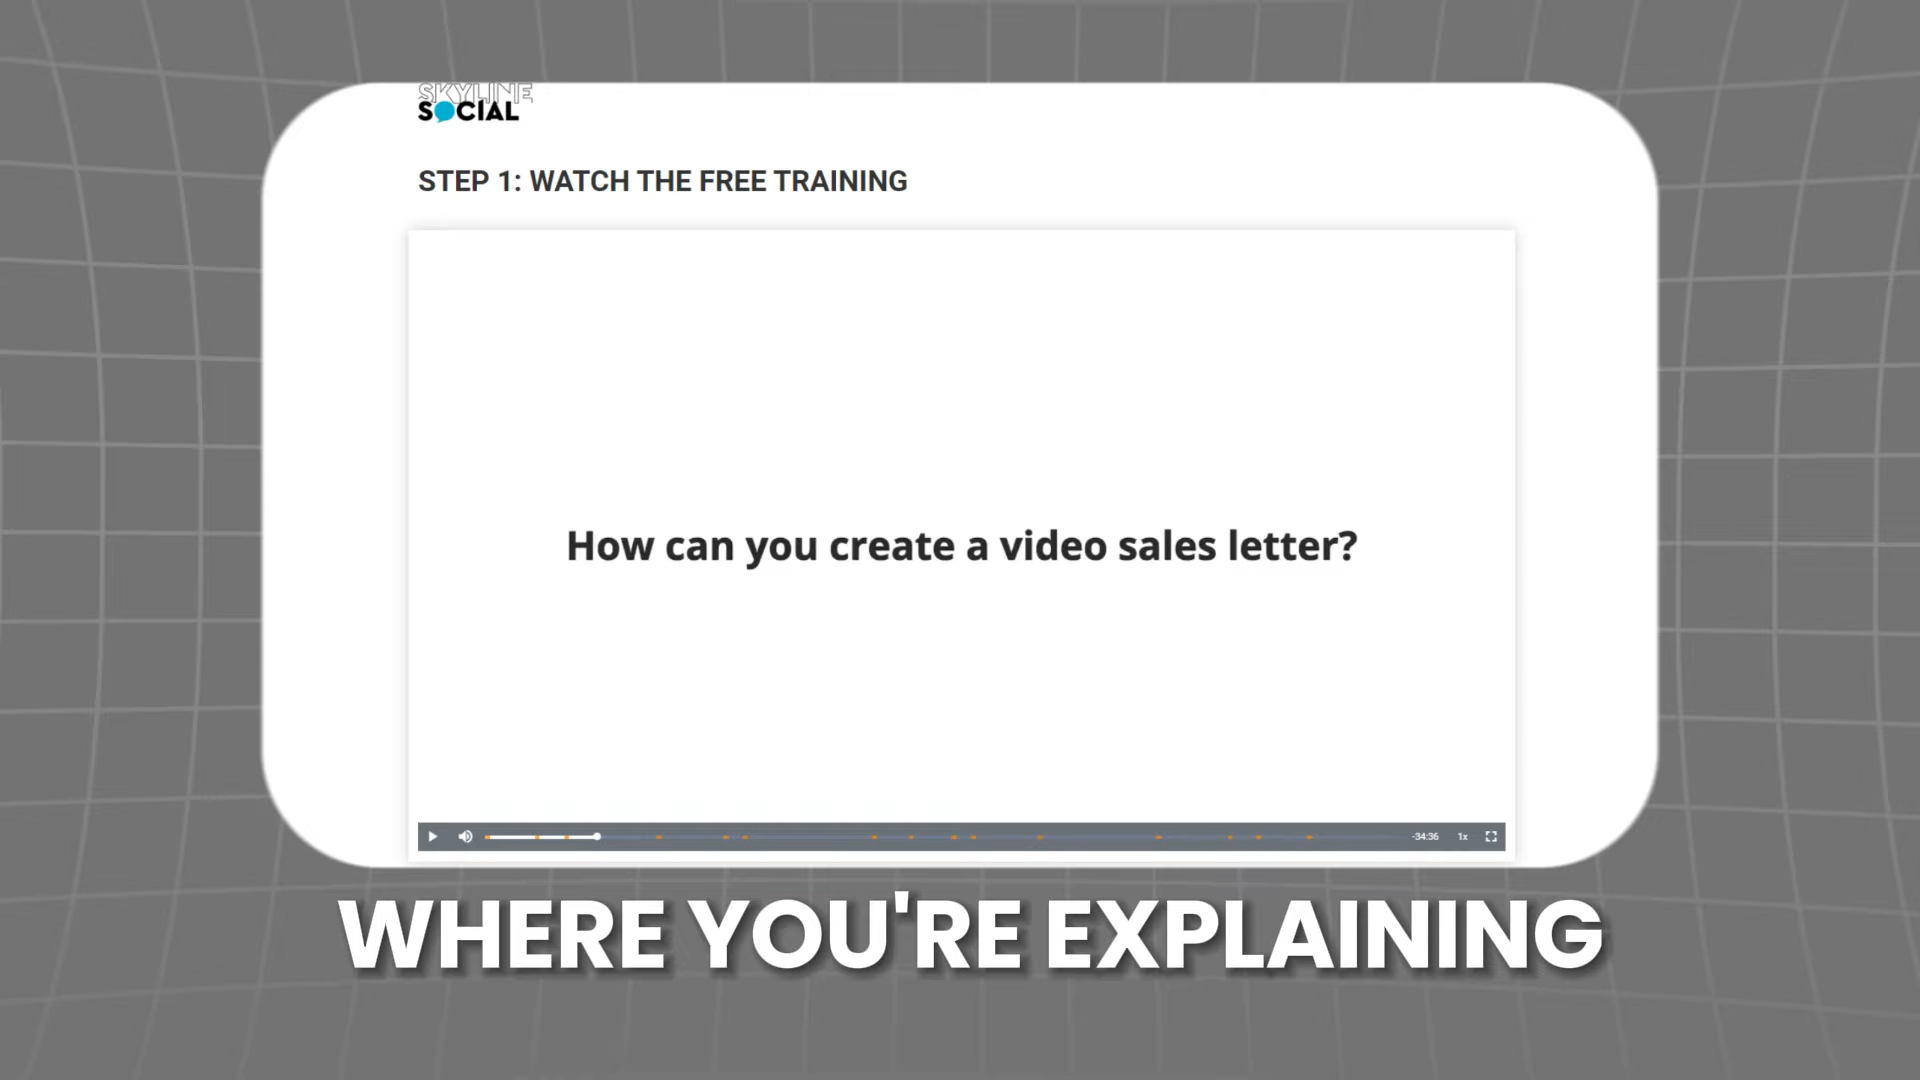 SKYLINE
SOCIAL
STEP 1: WATCH THE FREE TRAINING
How can you create a video sales letter?
-34:36 1x
WHERE YOU'RE EXPLAINING